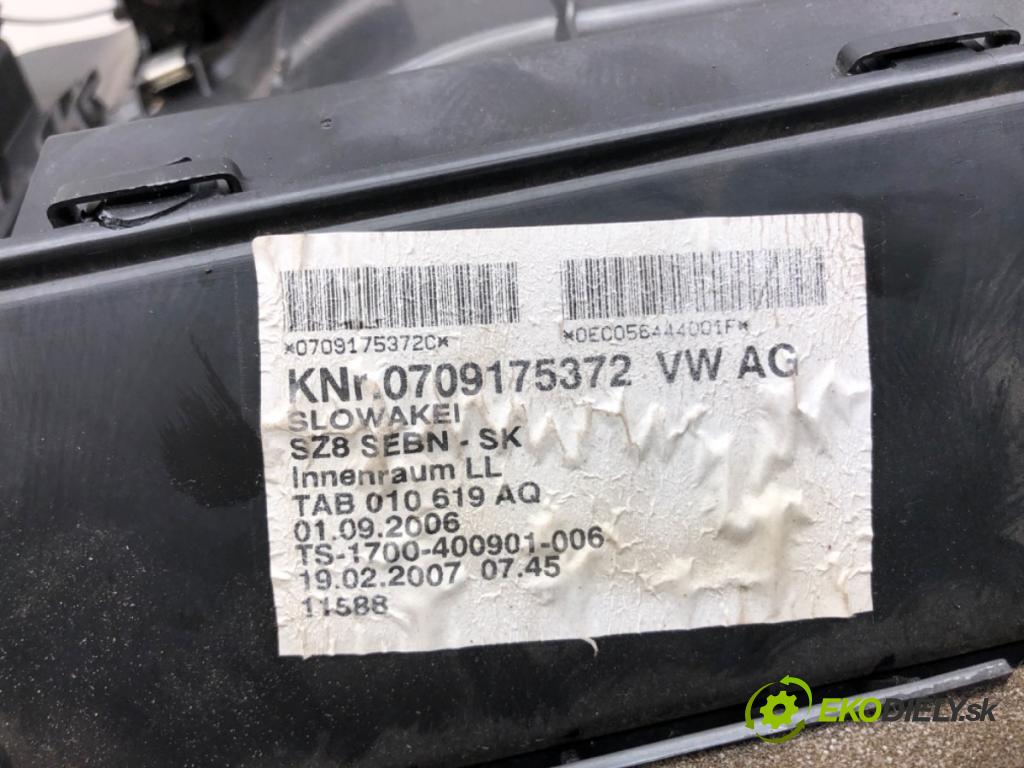 *0709175372C*
*0EC056444001F*
KNr.0709175372 VW AG
SLOWAKEI
SZ8 SEBN - SK
Innenraum LL
TAB 010 619 AQ
01.09.2006
TS-1700-400901-006
19.02.2007 07.45
11588
EKODIELY.sk